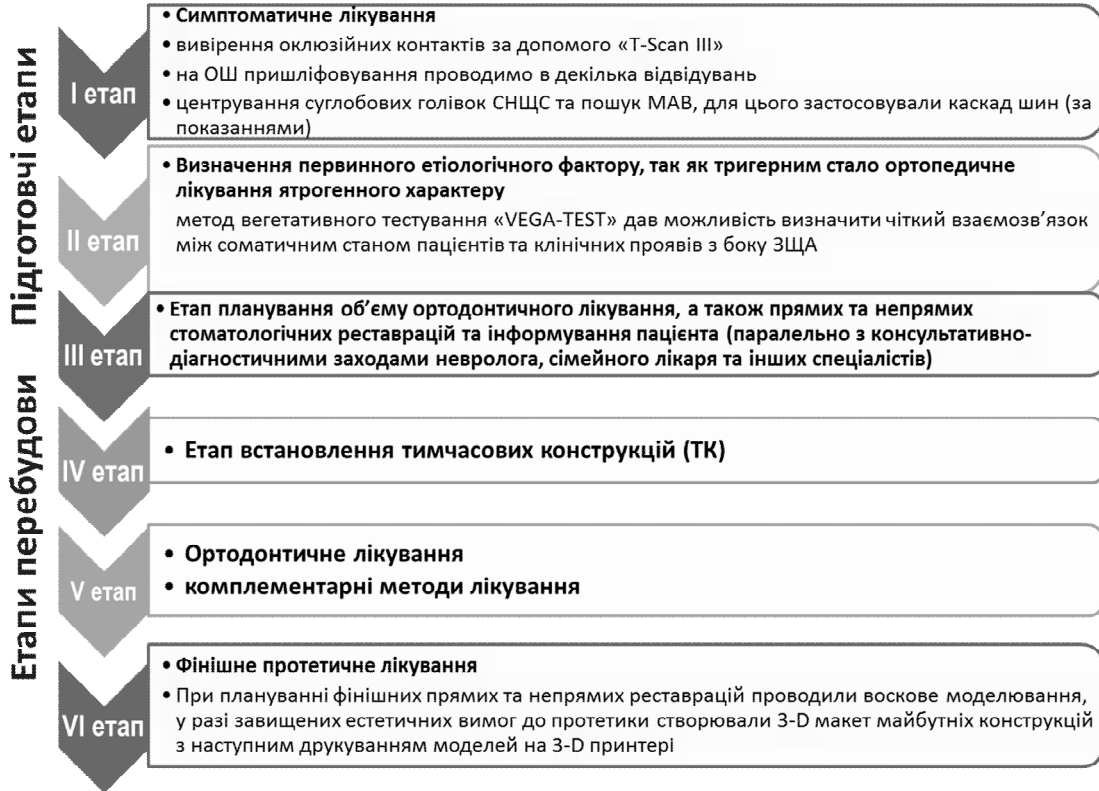 Підготовчі етапи
I етап
• Симптоматичне лікування
• вивірення оклюзійних контактів за допомого «T-Scan III»
• на ОШ пришліфовування проводимо в декілька відвідувань
• центрування суглобових голівок СНЩС та пошук МАВ, для цього застосовували каскад шин (за
показаннями)
II етап
• Визначення первинного етіологічного фактору, так як тригерним стало ортопедичне
лікування ятрогенного характеру
метод вегетативного тестування «VEGA-TEST» дав можливість визначити чіткий взаємозв’язок
між соматичним станом пацієнтів та клінічних проявів з боку ЗЩА
III етап
• Етап планування об’єму ортодонтичного лікування, а також прямих та непрямих
стоматологічних реставрацій та інформування пацієнта (паралельно з консультативно-
діагностичними заходами невролога, сімейного лікаря та інших спеціалістів)
Етапи перебудови
IV етап
• Етап встановлення тимчасових конструкцій (ТК)
V етап
• Ортодонтичне лікування
• комплементарні методи лікування
VI етап
• Фінішне протетичне лікування
• При плануванні фінішних прямих та непрямих реставрацій проводили воскове моделювання,
у разі завищених естетичних вимог до протетики створювали 3-D макет майбутніх конструкцій
з наступним друкуванням моделей на 3-D принтері